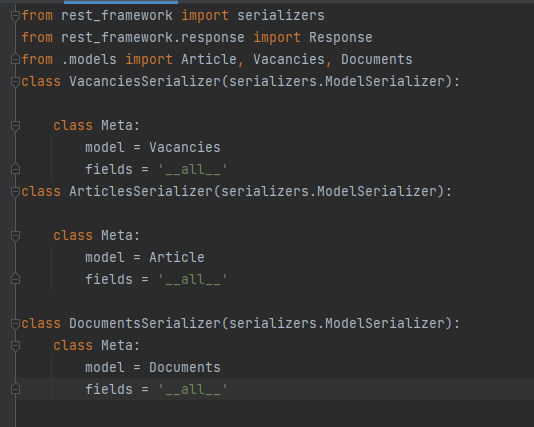 from rest_framework import serializers
from rest_framework.response import Response
from .models import Article, Vacancies, Documents
class VacanciesSerializer(serializers.ModelSerializer):
    class Meta:
        model = Vacancies
        fields = '__all__'
class ArticlesSerializer(serializers.ModelSerializer):
    class Meta:
        model = Article
        fields = '__all__'
class DocumentsSerializer(serializers.ModelSerializer):
    class Meta:
        model = Documents
        fields = '__all__'